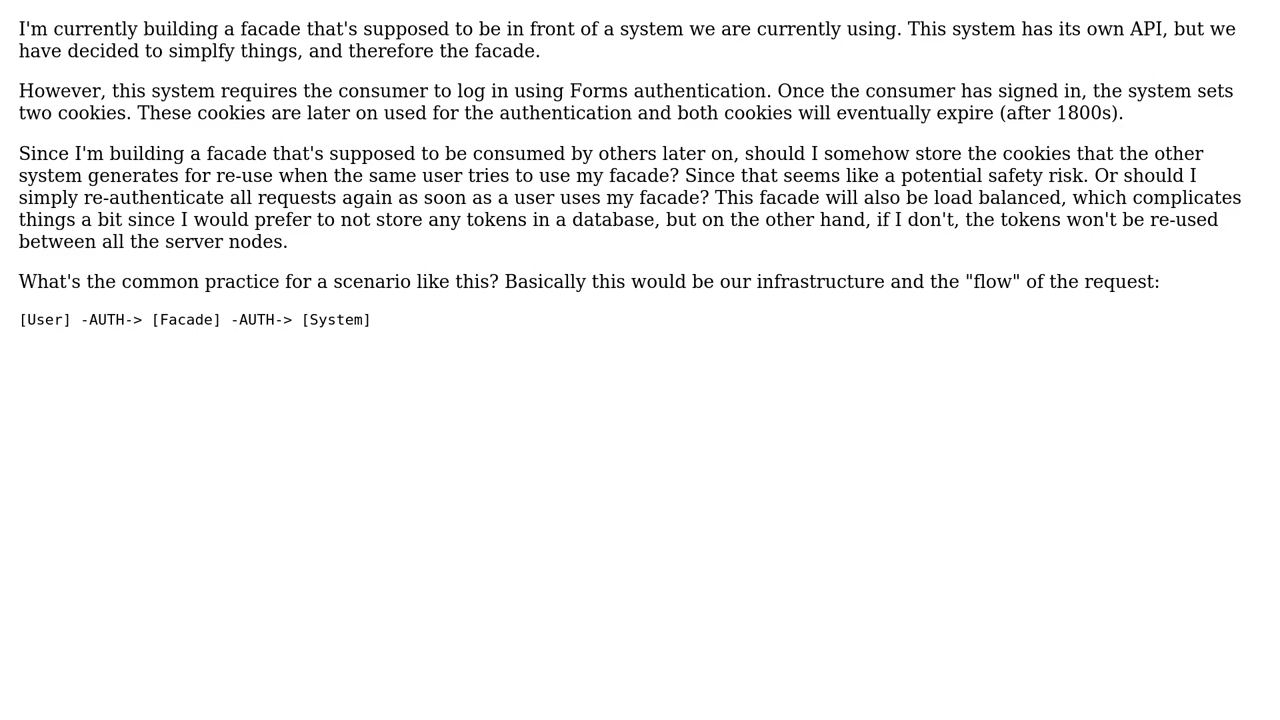 I'm currently building a facade that's supposed to be in front of a system we are currently using. This system has its own API, but we
have decided to simplfy things, and therefore the facade.
However, this system requires the consumer to log in using Forms authentication. Once the consumer has signed in, the system sets
two cookies. These cookies are later on used for the authentication and both cookies will eventually expire (after 1800s).
Since I'm building a facade that's supposed to be consumed by others later on, should I somehow store the cookies that the other
system generates for re-use when the same user tries to use my facade? Since that seems like a potential safety risk. Or should I
simply re-authenticate all requests again as soon as a user uses my facade? This facade will also be load balanced, which complicates
things a bit since I would prefer to not store any tokens in a database, but on the other hand, if I don't, the tokens won't be re-used
between all the server nodes.
What's the common practice for a scenario like this? Basically this would be our infrastructure and the "flow" of the request:
[User] -AUTH-> [Facade] -AUTH-> [System]